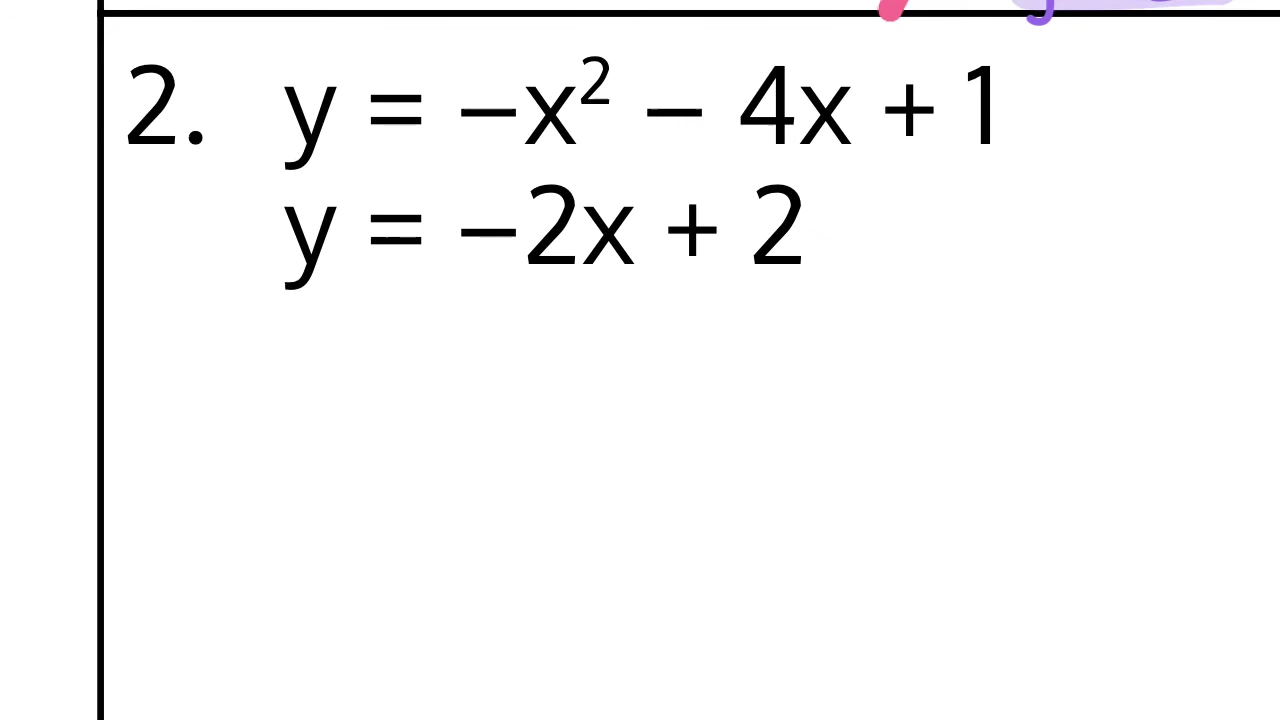 2. y = −x² − 4x + 1
y = −2x + 2